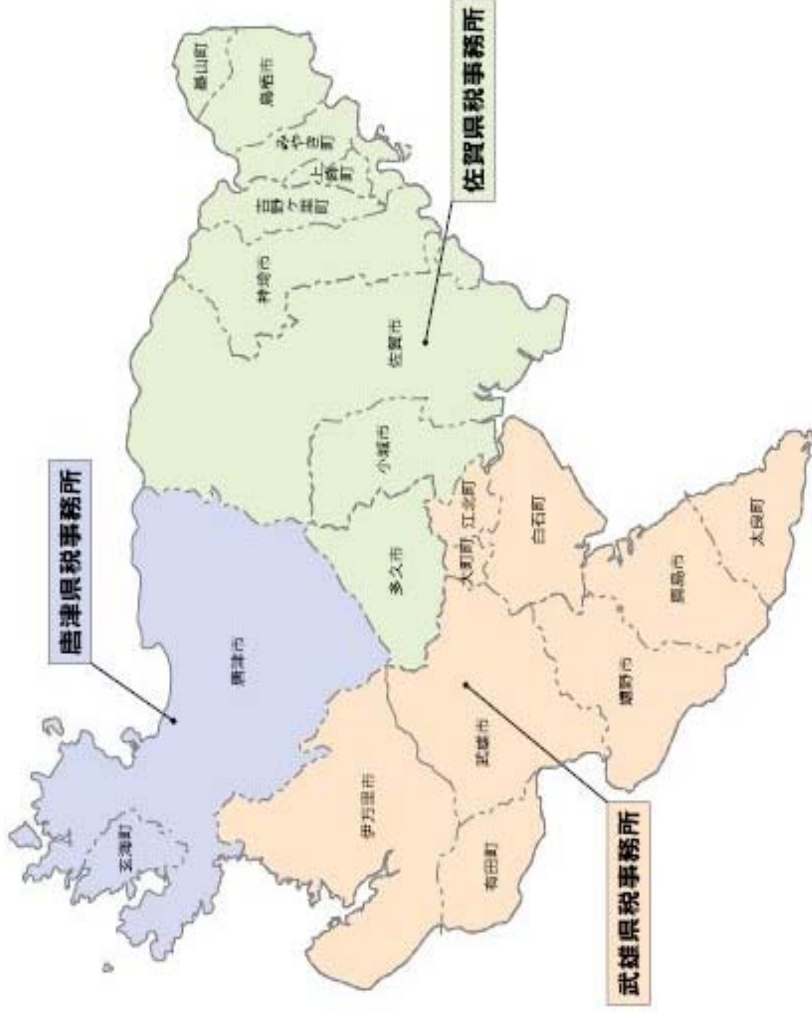 唐津県税事務所
佐賀県税事務所
武雄県税事務所
玄海町
唐津市
伊万里市
有田町
武雄市
嬉野市
鹿島市
太良町
白石町
大町町
江北町
多久市
小城市
佐賀市
神埼市
吉野ヶ里町
上峰町
みやき町
鳥栖市
基山町